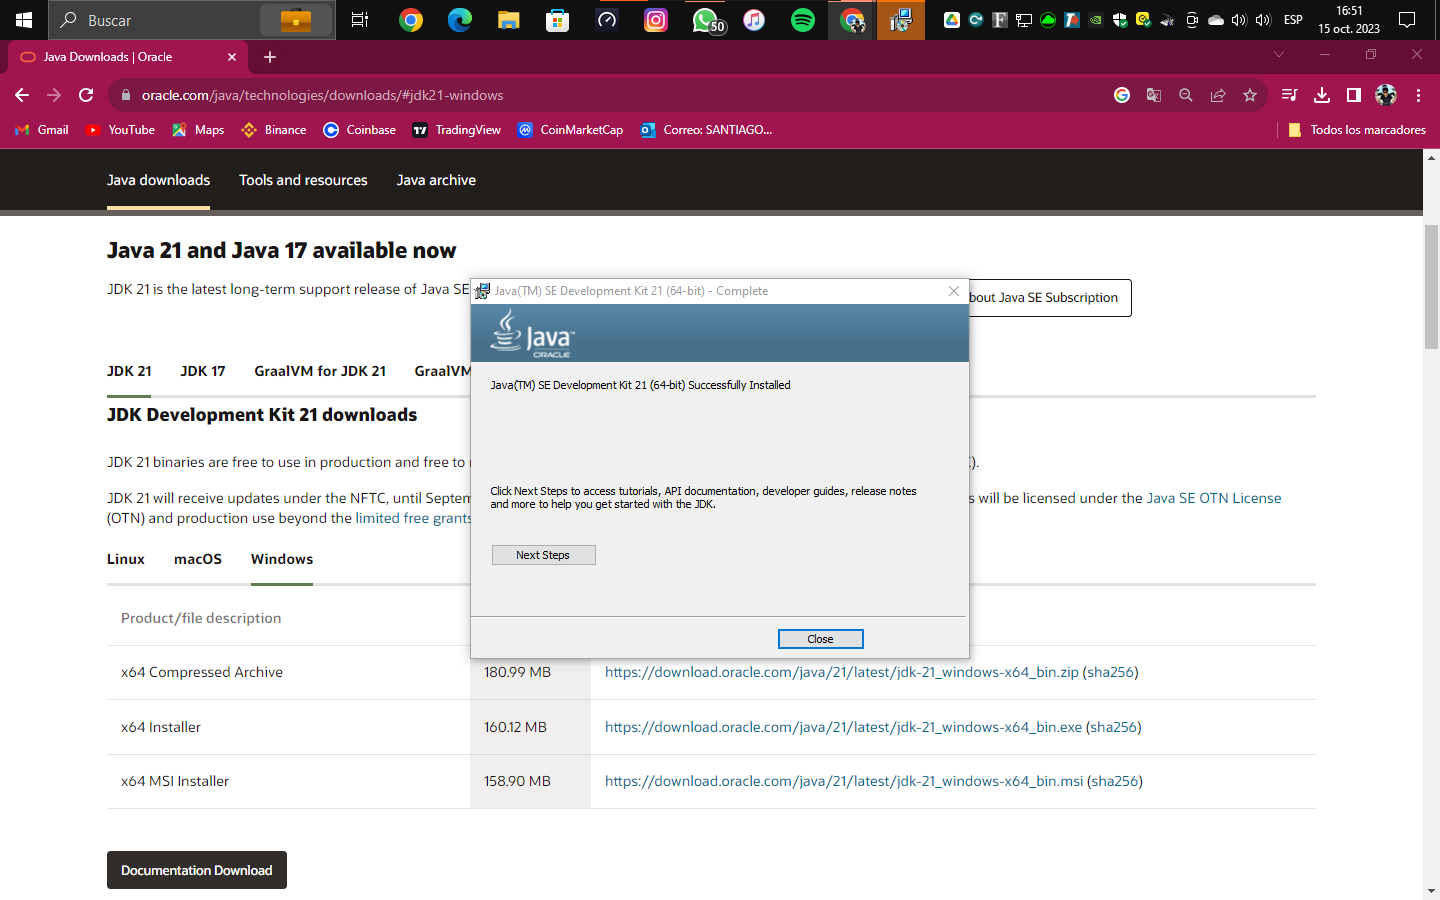 Buscar
50
ESP
16:51
15 oct. 2023
Java Downloads | Oracle
oracle.com/java/technologies/downloads/#jdk21-windows
Gmail
YouTube
Maps
Binance
Coinbase
TradingView
CoinMarketCap
Correo: SANTIAGO...
Todos los marcadores
Java downloads
Tools and resources
Java archive
Java 21 and Java 17 available now
JDK 21 is the latest long-term support release of Java SE
bout Java SE Subscription
Java(TM) SE Development Kit 21 (64-bit) - Complete
Java™
ORACLE
Java(TM) SE Development Kit 21 (64-bit) Successfully Installed
Click Next Steps to access tutorials, API documentation, developer guides, release notes
and more to help you get started with the JDK.
Next Steps
Close
JDK 21
JDK 17
GraalVM for JDK 21
GraalVM
JDK Development Kit 21 downloads
JDK 21 binaries are free to use in production and free to
).
JDK 21 will receive updates under the NFTC, until Septem
s will be licensed under the Java SE OTN License
(OTN) and production use beyond the limited free grants
Linux
macOS
Windows
Product/file description
x64 Compressed Archive
180.99 MB
https://download.oracle.com/java/21/latest/jdk-21_windows-x64_bin.zip (sha256)
x64 Installer
160.12 MB
https://download.oracle.com/java/21/latest/jdk-21_windows-x64_bin.exe (sha256)
x64 MSI Installer
158.90 MB
https://download.oracle.com/java/21/latest/jdk-21_windows-x64_bin.msi (sha256)
Documentation Download